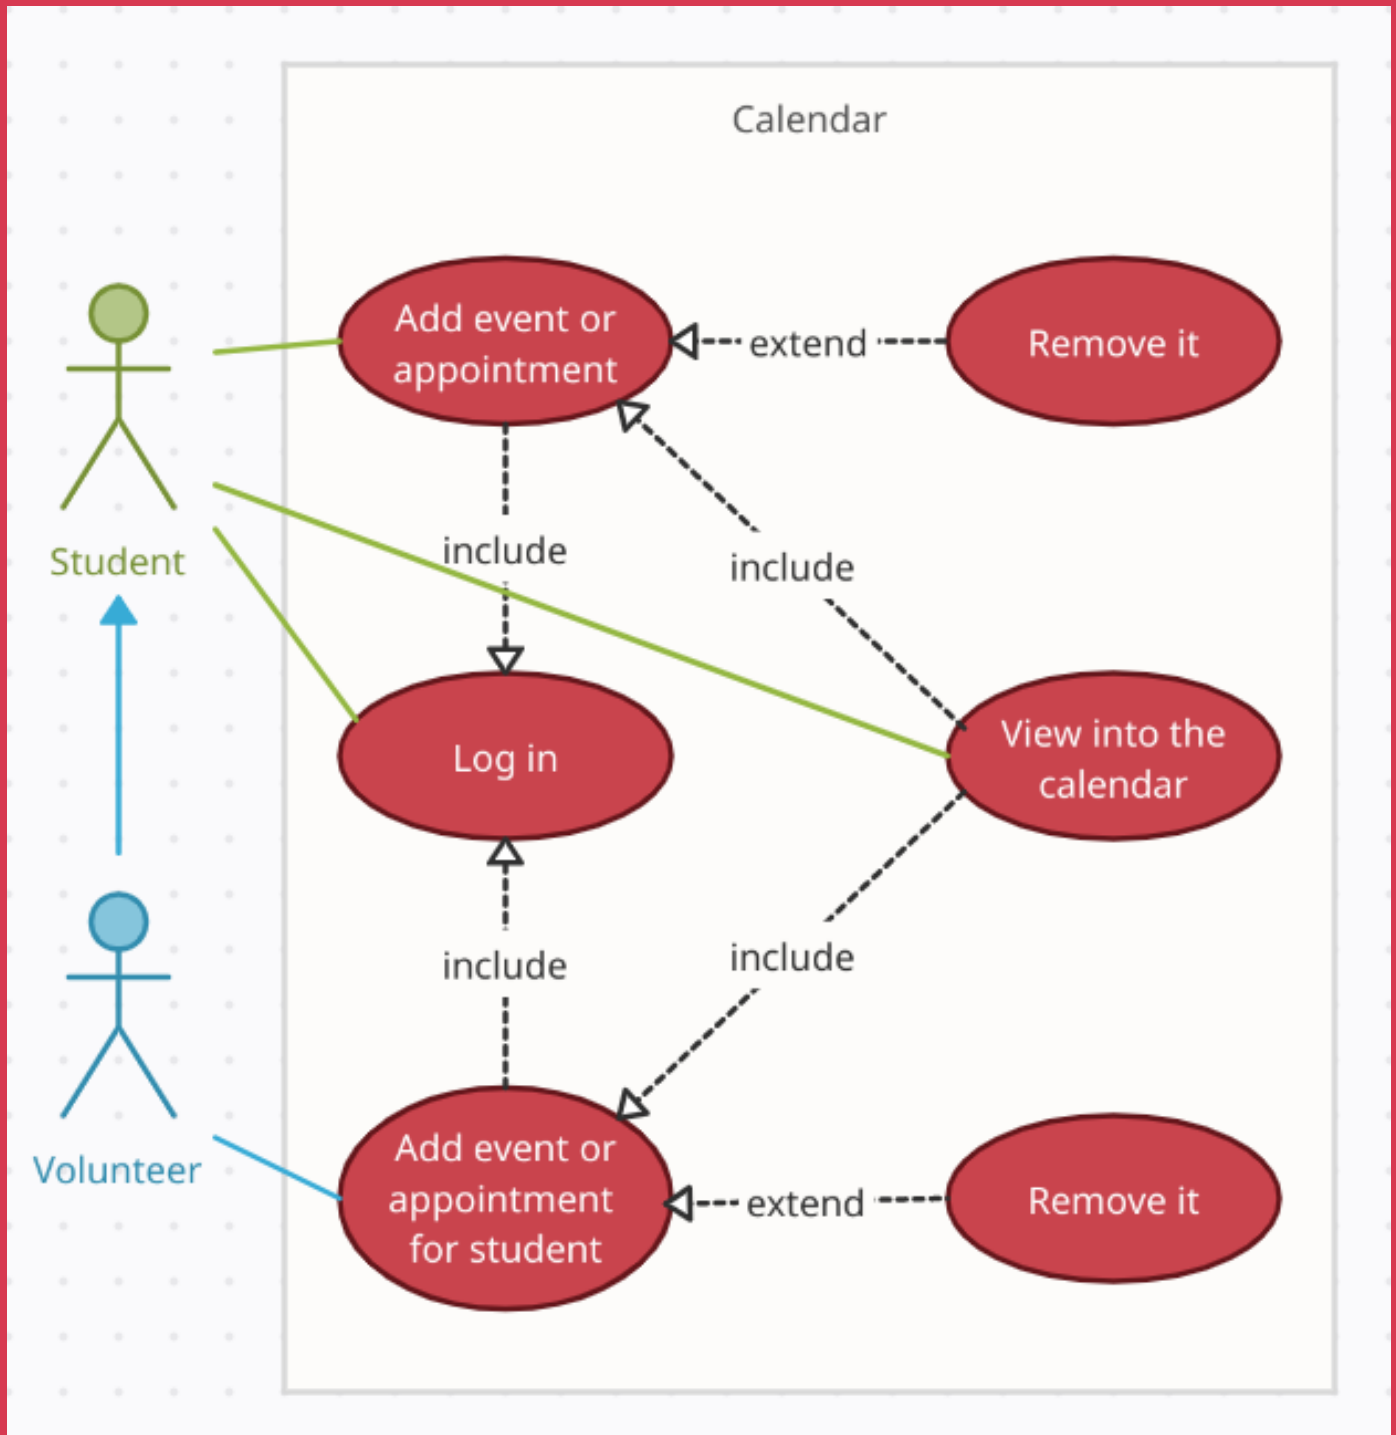 Calendar
Add event or
appointment
extend
Remove it
include
include
Student
Log in
View into the
calendar
include
include
Volunteer
Add event or
appointment
for student
extend
Remove it